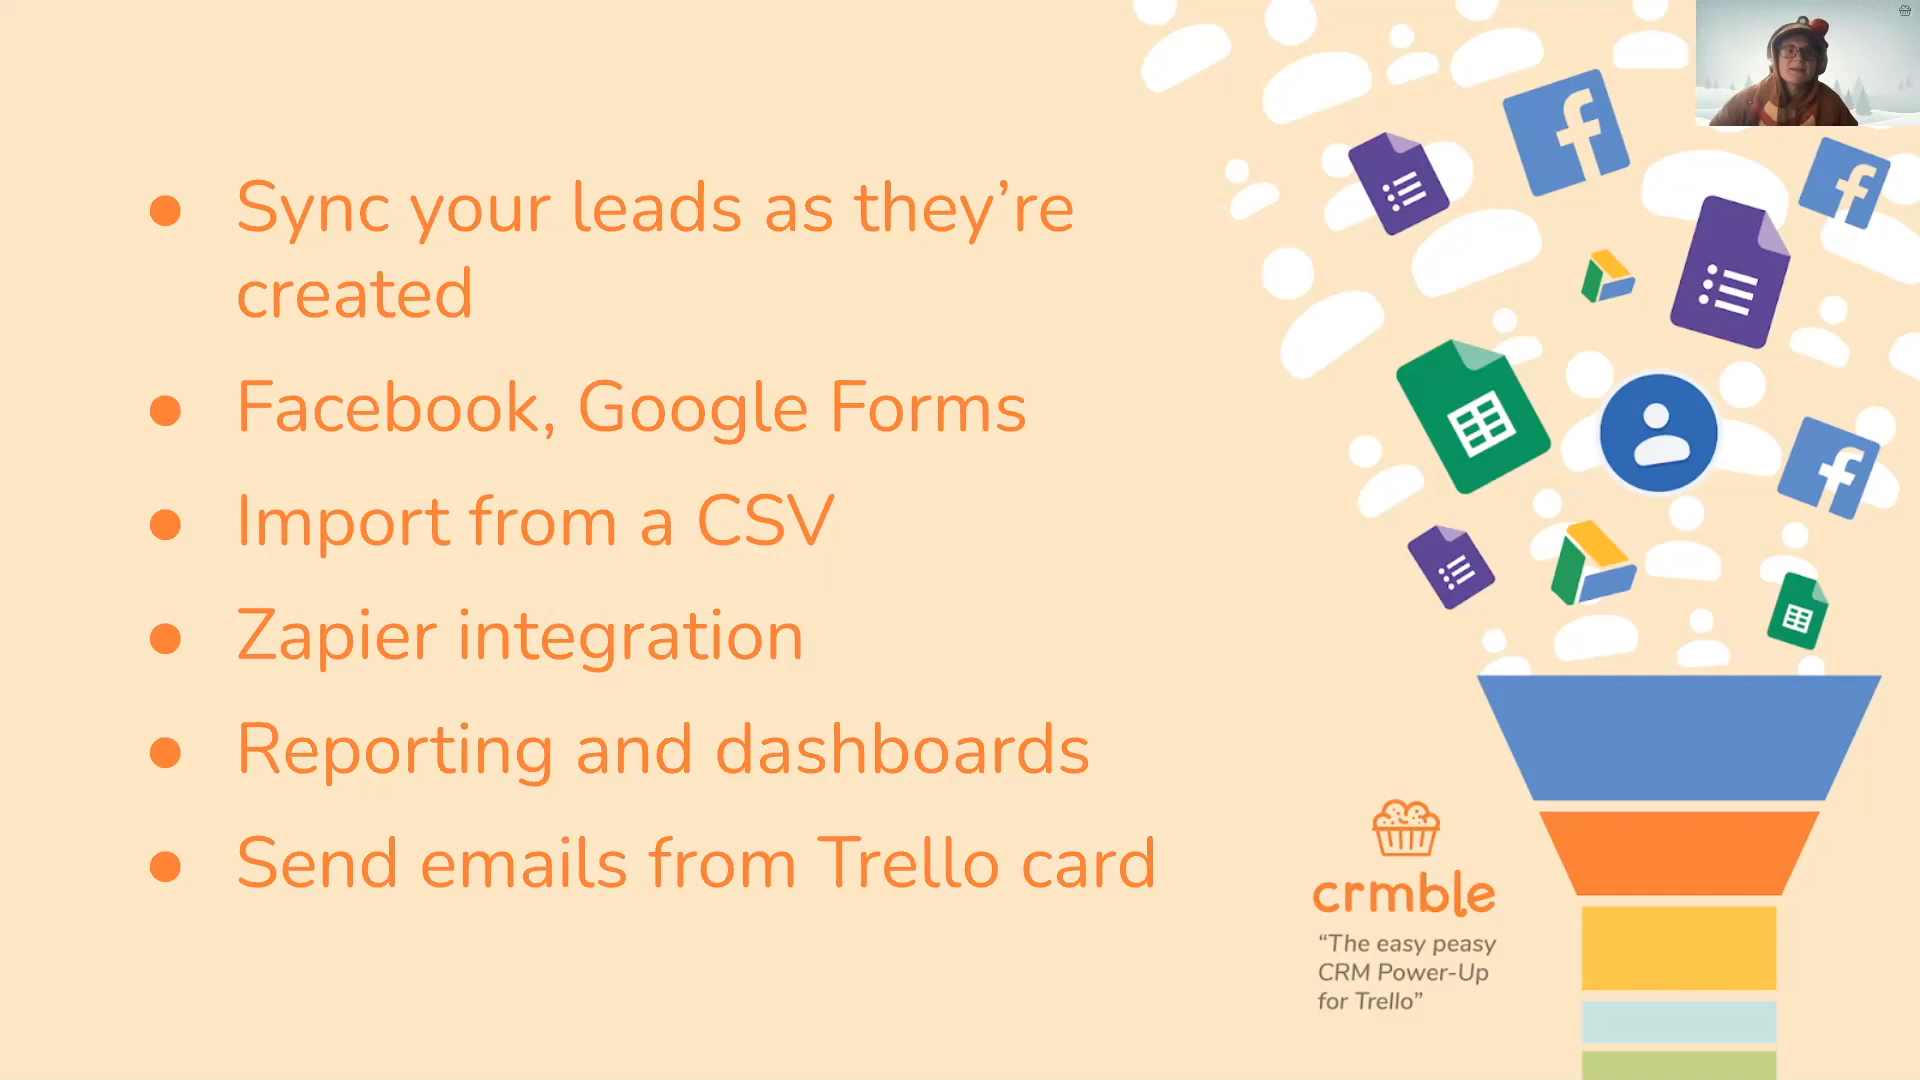 ● Sync your leads as they’re
created
● Facebook, Google Forms
● Import from a CSV
● Zapier integration
● Reporting and dashboards
● Send emails from Trello card
crmble
“The easy peasy
CRM Power-Up
for Trello”